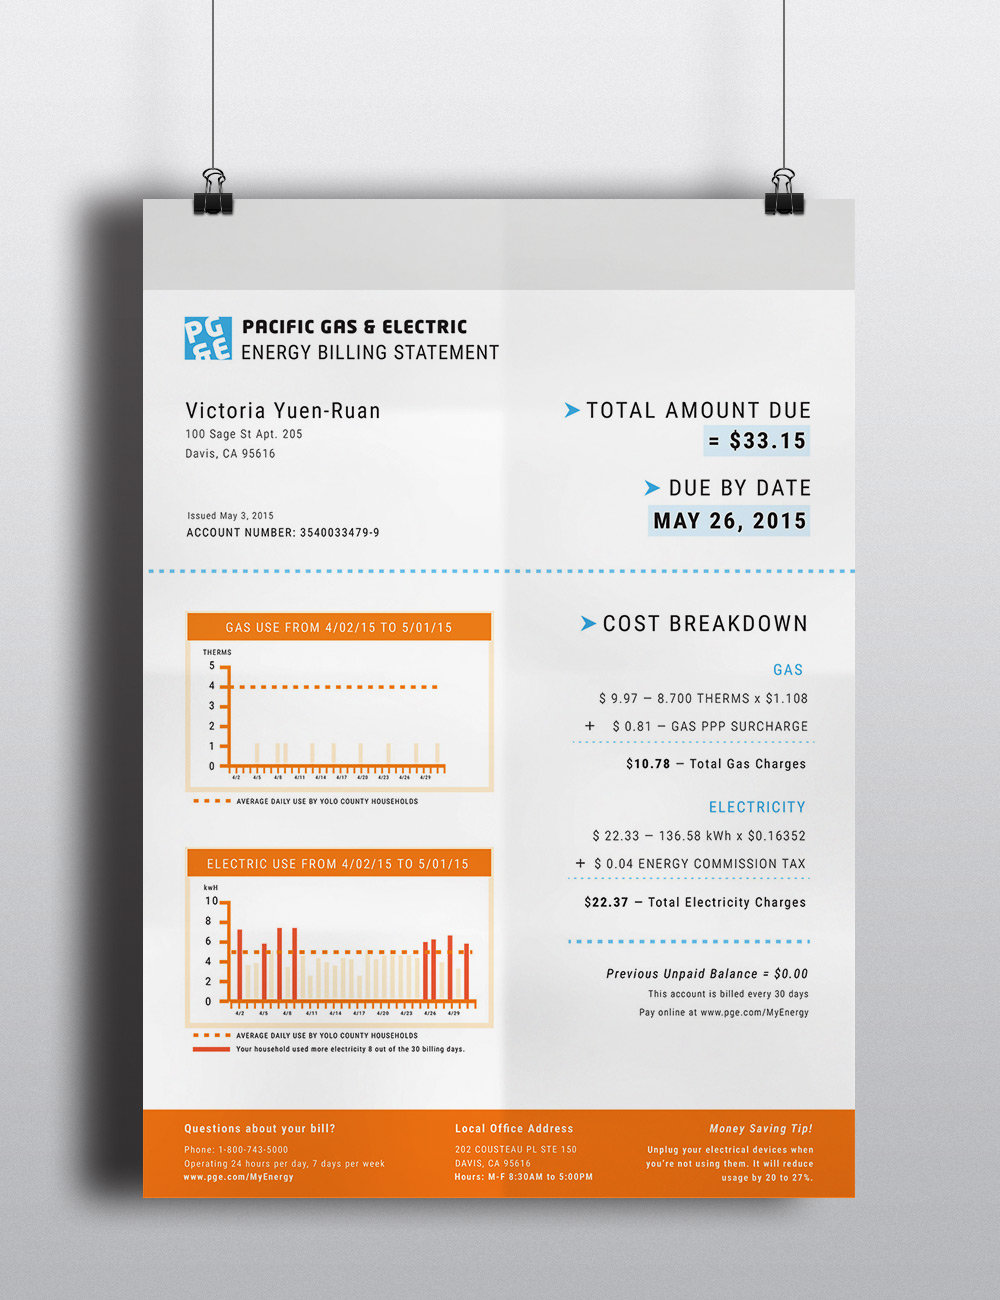 PG&E
PACIFIC GAS & ELECTRIC
ENERGY BILLING STATEMENT
Victoria Yuen-Ruan
100 Sage St Apt. 205
Davis, CA 95616
Issued May 3, 2015
ACCOUNT NUMBER: 3540033479-9
TOTAL AMOUNT DUE
= $33.15
DUE BY DATE
MAY 26, 2015
GAS USE FROM 4/02/15 TO 5/01/15
THERMS
5
4
3
2
1
0
4/2 4/5 4/8 4/11 4/14 4/17 4/20 4/23 4/26 4/29
AVERAGE DAILY USE BY YOLO COUNTY HOUSEHOLDS
ELECTRIC USE FROM 4/02/15 TO 5/01/15
kwH
10
8
6
4
2
0
4/2 4/5 4/8 4/11 4/14 4/17 4/20 4/23 4/26 4/29
AVERAGE DAILY USE BY YOLO COUNTY HOUSEHOLDS
Your household used more electricity 8 out of the 30 billing days.
COST BREAKDOWN
GAS
$ 9.97 – 8.700 THERMS x $1.108
+ $ 0.81 – GAS PPP SURCHARGE
$10.78 – Total Gas Charges
ELECTRICITY
$ 22.33 – 136.58 kWh x $0.16352
+ $ 0.04 ENERGY COMMISSION TAX
$22.37 – Total Electricity Charges
Previous Unpaid Balance = $0.00
This account is billed every 30 days
Pay online at www.pge.com/MyEnergy
Questions about your bill?
Phone: 1-800-743-5000
Operating 24 hours per day, 7 days per week
www.pge.com/MyEnergy
Local Office Address
202 COUSTEAU PL STE 150
DAVIS, CA 95616
Hours: M-F 8:30AM to 5:00PM
Money Saving Tip!
Unplug your electrical devices when
you're not using them. It will reduce
usage by 20 to 27%.